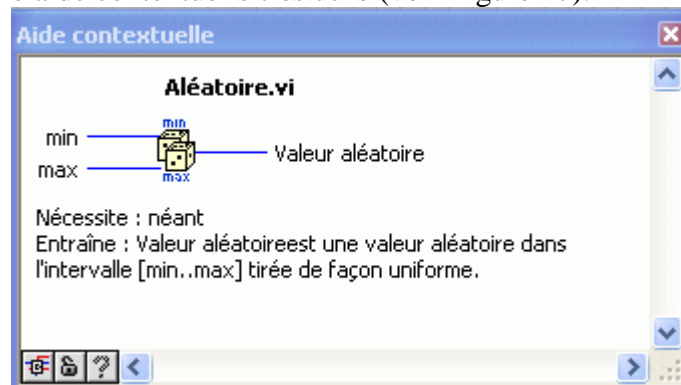 Aide contextuelle
Aléatoire.vi
min
min
Valeur aléatoire
max
max
Nécessite : néant
Entraîne : Valeur aléatoireest une valeur aléatoire dans
l'intervalle [min..max] tirée de façon uniforme.
?